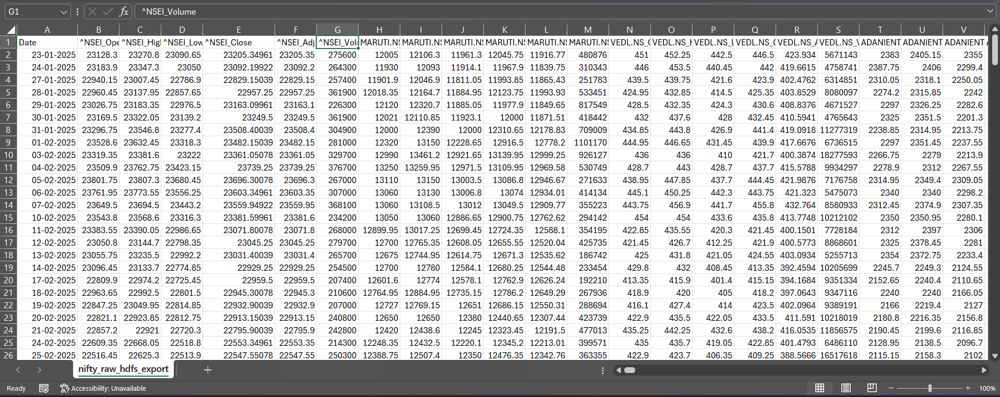 G1 fx ^NSEI_Volume
A B C D E F G H I J K L M N O P Q R S T U V
1 Date ^NSEI_Ope ^NSEI_Hig ^NSEI_Low ^NSEI_Close ^NSEI_Adj ^NSEI_Volu MARUTI.NS MARUTI.NS MARUTI.NS MARUTI.NS MARUTI.NS MARUTI.NS VEDL.NS_O VEDL.NS_H VEDL.NS_L VEDL.NS_C VEDL.NS_A VEDL.NS_V ADANIENT ADANIENT ADANIENT
2 23-01-2025 23128.3 23270.8 23090.65 23205.34961 23205.35 275600 12005 12106.3 11961.3 12045.75 11916.77 480876 451 452.25 442.5 446.5 423.934 5671143 2383 2405.15 2355
3 24-01-2025 23183.9 23347.3 23050 23092.19922 23092.2 264300 11930 12093 11914.1 11967.9 11839.75 310343 446 453.5 440.45 442 419.6615 4758741 2387.75 2406 2299.4
4 27-01-2025 22940.15 23007.45 22786.9 22829.15039 22829.15 257400 11901.9 12046.9 11811.05 11993.85 11865.43 251783 439.5 439.75 421.6 423.9 402.4762 6314851 2310.05 2318.1 2250.05
5 28-01-2025 22960.45 23137.95 22857.65 22957.25 22957.25 361900 12018.35 12164.7 11884.95 12123.75 11993.93 533451 424.95 432.85 414.5 425.35 403.8529 8080097 2274.2 2315.85 2242
6 29-01-2025 23026.75 23183.35 22976.5 23163.09961 23163.1 226300 12120 12320.7 11885.05 11977.9 11849.65 817549 428.5 432.35 424.3 430.6 408.8376 4671527 2297 2326.25 2282.6
7 30-01-2025 23169.5 23322.05 23139.2 23249.5 23249.5 361900 12021 12110.85 11923.1 12000 11871.51 418442 432 437.6 428 432.45 410.5941 4765643 2325 2351.5 2201.3
8 31-01-2025 23296.75 23546.8 23277.4 23508.40039 23508.4 304900 12000 12390 12000 12310.65 12178.83 709009 434.85 443.8 426.9 441.4 419.0918 11277319 2238.85 2314.95 2213.75
9 01-02-2025 23528.6 23632.45 23318.3 23482.15039 23482.15 281000 12320 13150 12228.65 12916.5 12778.2 1101170 444.95 446.65 431.45 439.9 417.6676 6736515 2297 2351.45 2237.55
10 03-02-2025 23319.35 23381.6 23222 23361.05078 23361.05 329700 12990 13461.2 12921.65 13139.95 12999.25 926127 436 436 410 421.7 400.3874 18277593 2266.75 2279 2213.9
11 04-02-2025 23509.9 23762.75 23423.15 23739.25 23739.25 376700 13250 13259.95 12971.5 13109.95 12969.58 530749 428.7 443 428.7 437.7 415.5788 9934297 2278.9 2312 2267.55
12 05-02-2025 23801.75 23807.3 23680.45 23696.30078 23696.3 267000 13110 13150 13003.5 13086.8 12946.67 271633 438.95 447.85 437.7 444.45 421.9876 7176758 2314.95 2349.4 2309.05
13 06-02-2025 23761.95 23773.55 23556.25 23603.34961 23603.35 307000 13060 13130 13006.8 13074 12934.01 414134 445.1 450.25 442.3 443.75 421.323 5475073 2340 2340 2298.2
14 07-02-2025 23649.5 23694.5 23443.2 23559.94922 23559.95 368100 13060 13108.5 13012 13049.5 12909.77 355223 443.75 456.9 441.7 455.8 432.764 8580933 2312.45 2374.9 2307.35
15 10-02-2025 23543.8 23568.6 23316.3 23381.59961 23381.6 234200 13050 13060 12886.65 12900.75 12762.62 294142 454 454 433.6 435.8 413.7748 10212102 2350 2350.95 2280.1
16 11-02-2025 23383.55 23390.05 22986.65 23071.80078 23071.8 268000 12899.95 13017.25 12699.45 12724.35 12588.1 354195 422.85 435.55 420.3 421.45 400.1501 7728184 2312 2397 2306
17 12-02-2025 23050.8 23144.7 22798.35 23045.25 23045.25 279700 12700 12765.35 12608.05 12655.55 12520.04 425735 421.45 426.7 412.25 421.9 400.5773 8868601 2325 2378.45 2281
18 13-02-2025 23055.75 23235.5 22992.2 23031.40039 23031.4 265700 12675 12744.95 12614.75 12671.3 12535.62 186742 425 431.8 421.05 424.55 403.0934 5255713 2354 2372.75 2233.4
19 14-02-2025 23096.45 23133.7 22774.85 22929.25 22929.25 254500 12700 12780 12584.1 12680.25 12544.48 233454 429.8 432 408.45 413.35 392.4594 10205699 2245.7 2249.3 2124.55
20 17-02-2025 22809.9 22974.2 22725.45 22959.5 22959.5 207400 12601.6 12774 12578.1 12762.9 12626.24 192210 413.35 415.9 401.4 415.15 394.1684 9351334 2152.65 2240.4 2110.65
21 18-02-2025 22963.65 22992.5 22801.5 22945.30078 22945.3 210600 12764.95 12884.95 12735.15 12786.2 12649.29 267936 418.9 420 405 418.2 397.0643 9347116 2240 2240 2166.05
22 19-02-2025 22847.25 23049.95 22814.85 22932.90039 22932.9 207000 12727 12769.15 12651 12686.15 12550.31 288694 416.1 427.4 414 423.5 402.0964 9389191 2166 2219.4 2127
23 20-02-2025 22821.1 22923.85 22812.75 22913.15039 22913.15 240800 12650 12650 12380 12440.65 12307.44 423739 422.9 435.5 422.05 433.5 411.591 10218019 2180.8 2216.35 2156.8
24 21-02-2025 22857.2 22921 22720.3 22795.90039 22795.9 242800 12420 12438.6 12245 12323.45 12191.5 477013 435.25 442.25 432.6 438.2 416.0535 11856575 2190.45 2199.6 2116.85
25 24-02-2025 22609.35 22668.05 22518.8 22553.34961 22553.35 214300 12248.35 12432.5 12220.1 12345.2 12213.01 399571 435 435.7 419.05 422.85 401.4793 6486110 2128.95 2138.5 2096.7
26 25-02-2025 22516.45 22625.3 22513.9 22547.55078 22547.55 250300 12388.75 12507.4 12350 12476.35 12342.76 363355 422.9 423.7 406.35 409.25 388.5666 16517618 2115.15 2158.3 2102
nifty_raw_hdfs_export
Ready Accessibility: Unavailable 100%